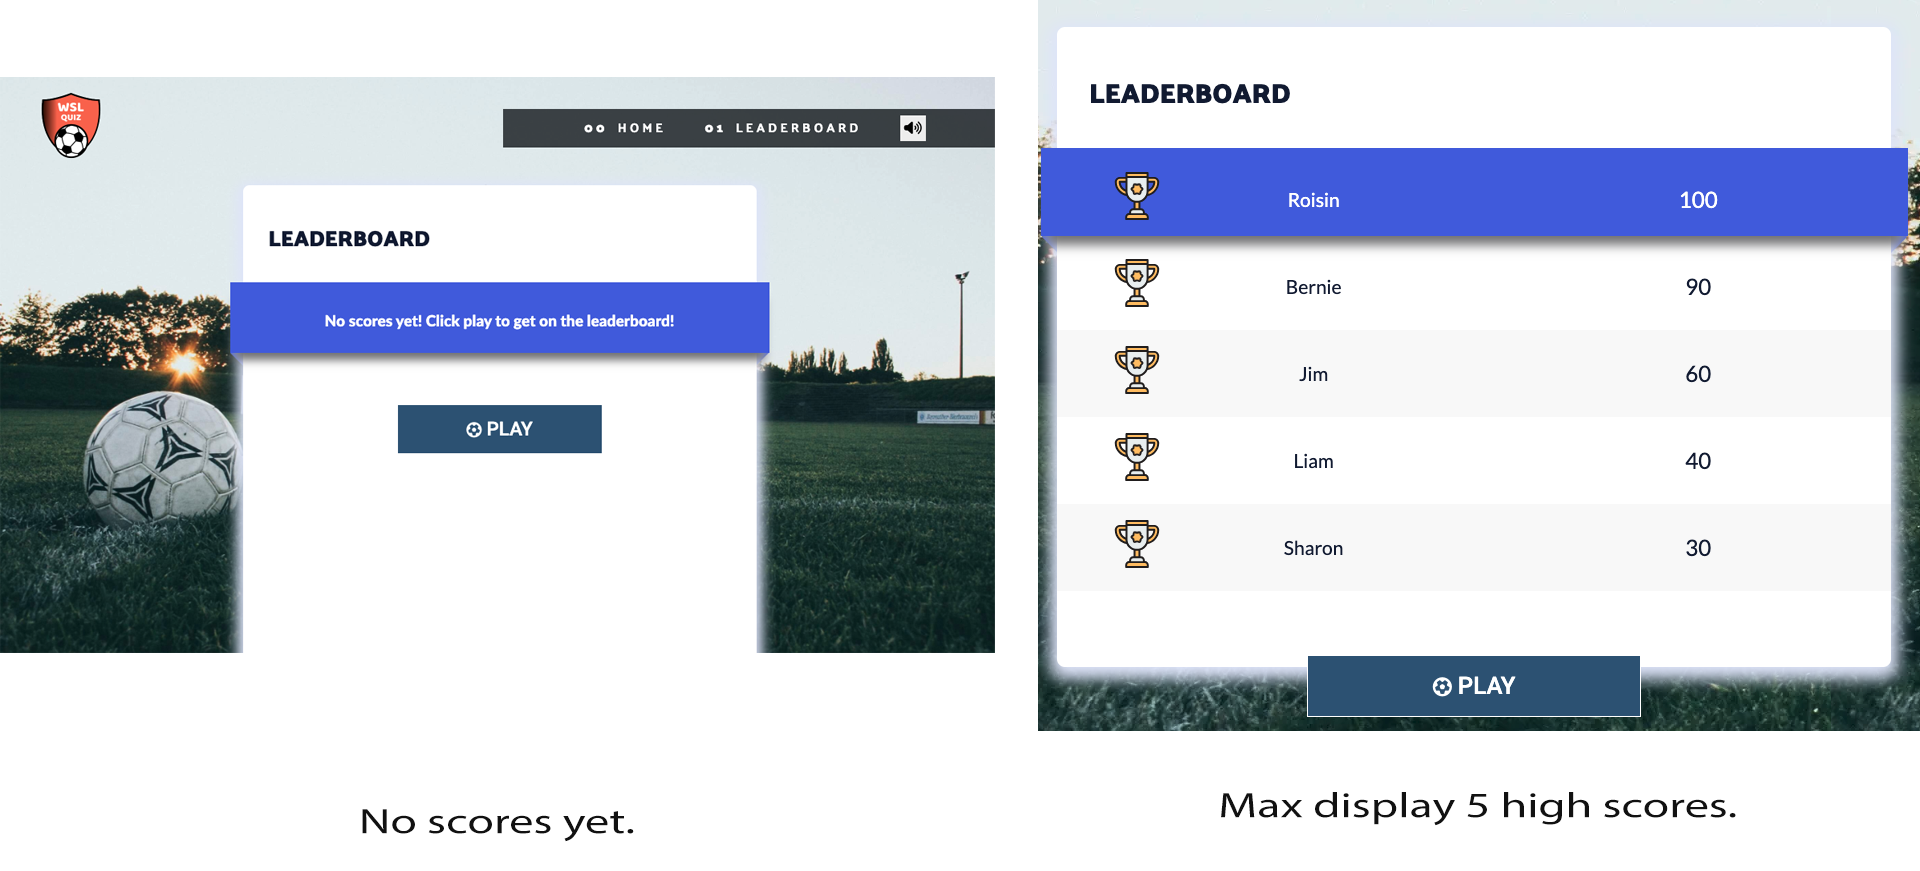 WSL
QUIZ
00 HOME 01 LEADERBOARD
LEADERBOARD
No scores yet! Click play to get on the leaderboard!
PLAY
No scores yet.
LEADERBOARD
Roisin 100
Bernie 90
Jim 60
Liam 40
Sharon 30
PLAY
Max display 5 high scores.